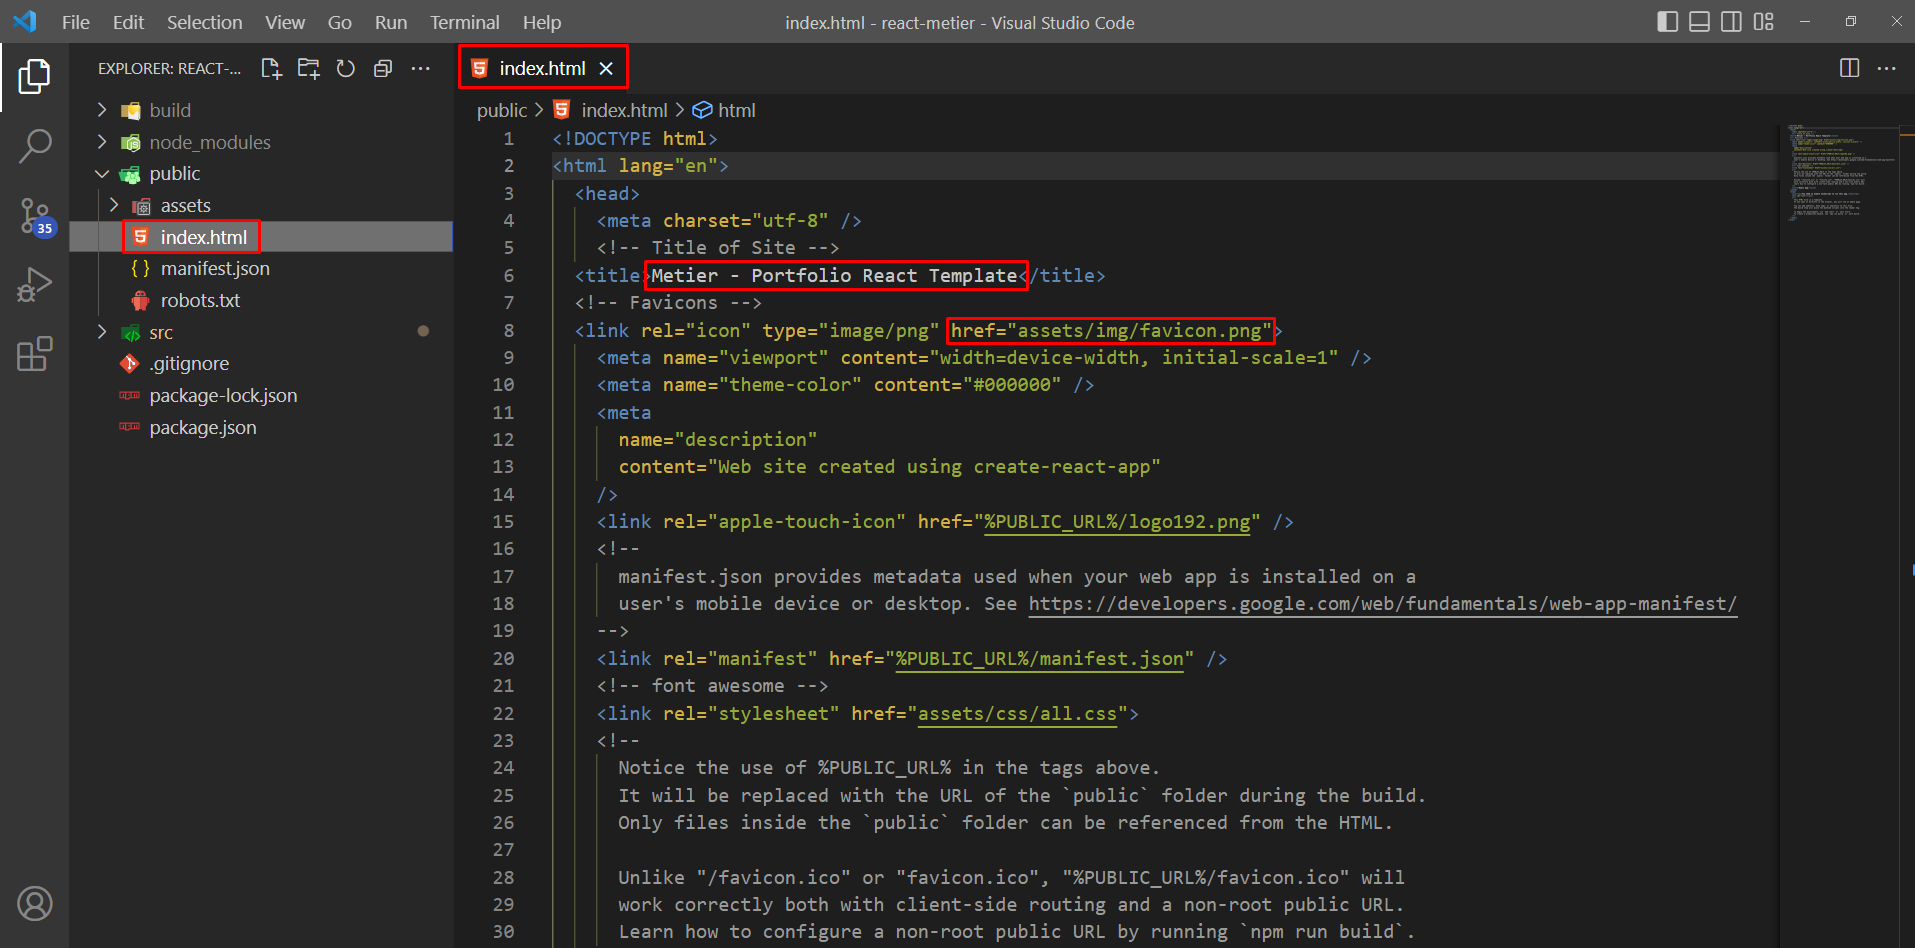 File Edit Selection View Go Run Terminal Help
index.html - react-metier - Visual Studio Code
EXPLORER: REACT-...
build
node_modules
public
assets
index.html
manifest.json
robots.txt
src
.gitignore
package-lock.json
package.json
35
index.html
public > index.html > html
1 <!DOCTYPE html>
2 <html lang="en">
3 <head>
4 <meta charset="utf-8" />
5 <!-- Title of Site -->
6 <title>Metier - Portfolio React Template</title>
7 <!-- Favicons -->
8 <link rel="icon" type="image/png" href="assets/img/favicon.png">
9 <meta name="viewport" content="width=device-width, initial-scale=1" />
10 <meta name="theme-color" content="#000000" />
11 <meta
12 name="description"
13 content="Web site created using create-react-app"
14 />
15 <link rel="apple-touch-icon" href="%PUBLIC_URL%/logo192.png" />
16 <!--
17 manifest.json provides metadata used when your web app is installed on a
18 user's mobile device or desktop. See https://developers.google.com/web/fundamentals/web-app-manifest/
19 -->
20 <link rel="manifest" href="%PUBLIC_URL%/manifest.json" />
21 <!-- font awesome -->
22 <link rel="stylesheet" href="assets/css/all.css">
23 <!--
24 Notice the use of %PUBLIC_URL% in the tags above.
25 It will be replaced with the URL of the `public` folder during the build.
26 Only files inside the `public` folder can be referenced from the HTML.
27
28 Unlike "/favicon.ico" or "favicon.ico", "%PUBLIC_URL%/favicon.ico" will
29 work correctly both with client-side routing and a non-root public URL.
30 Learn how to configure a non-root public URL by running `npm run build`.